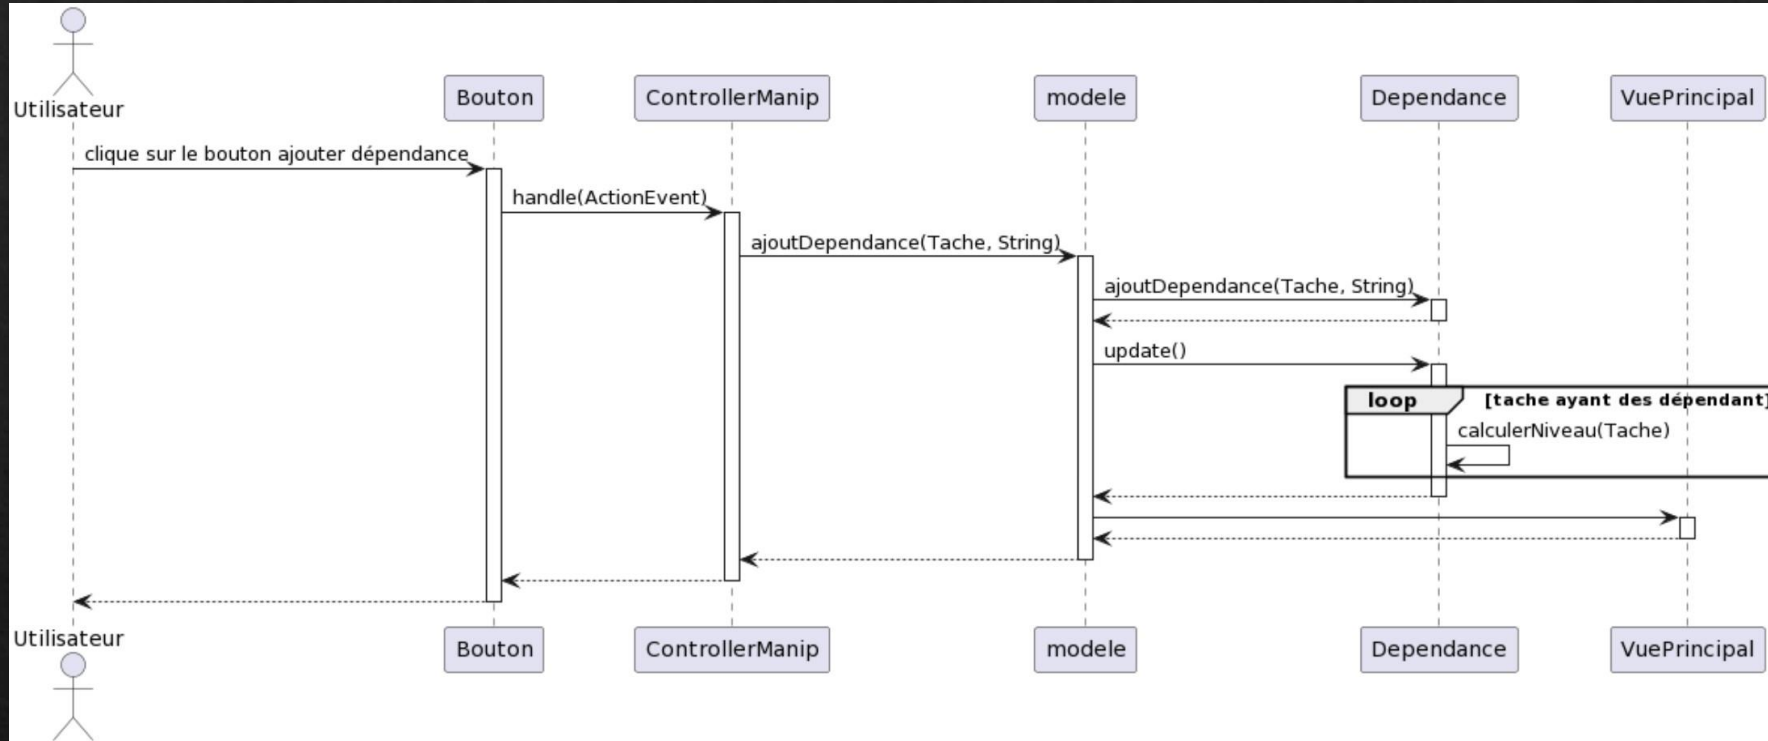 Utilisateur
Bouton
ControllerManip
modele
Dependance
VuePrincipal
clique sur le bouton ajouter dépendance
handle(ActionEvent)
ajoutDependance(Tache, String)
ajoutDependance(Tache, String)
update()
loop
[tache ayant des dépendant]
calculerNiveau(Tache)
Utilisateur
Bouton
ControllerManip
modele
Dependance
VuePrincipal